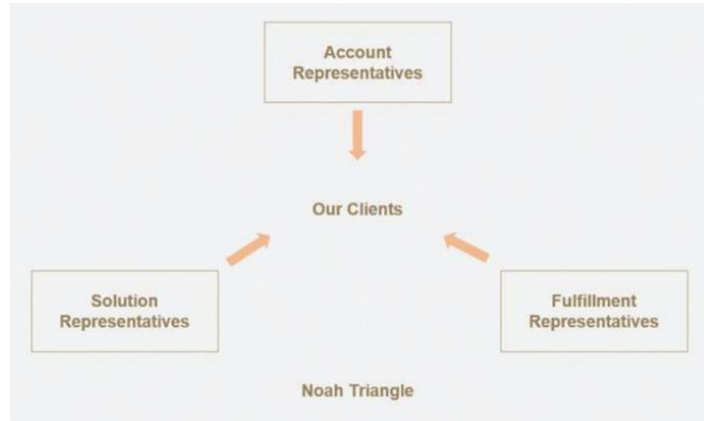 Account
Representatives
Our Clients
Solution
Representatives
Fulfillment
Representatives
Noah Triangle